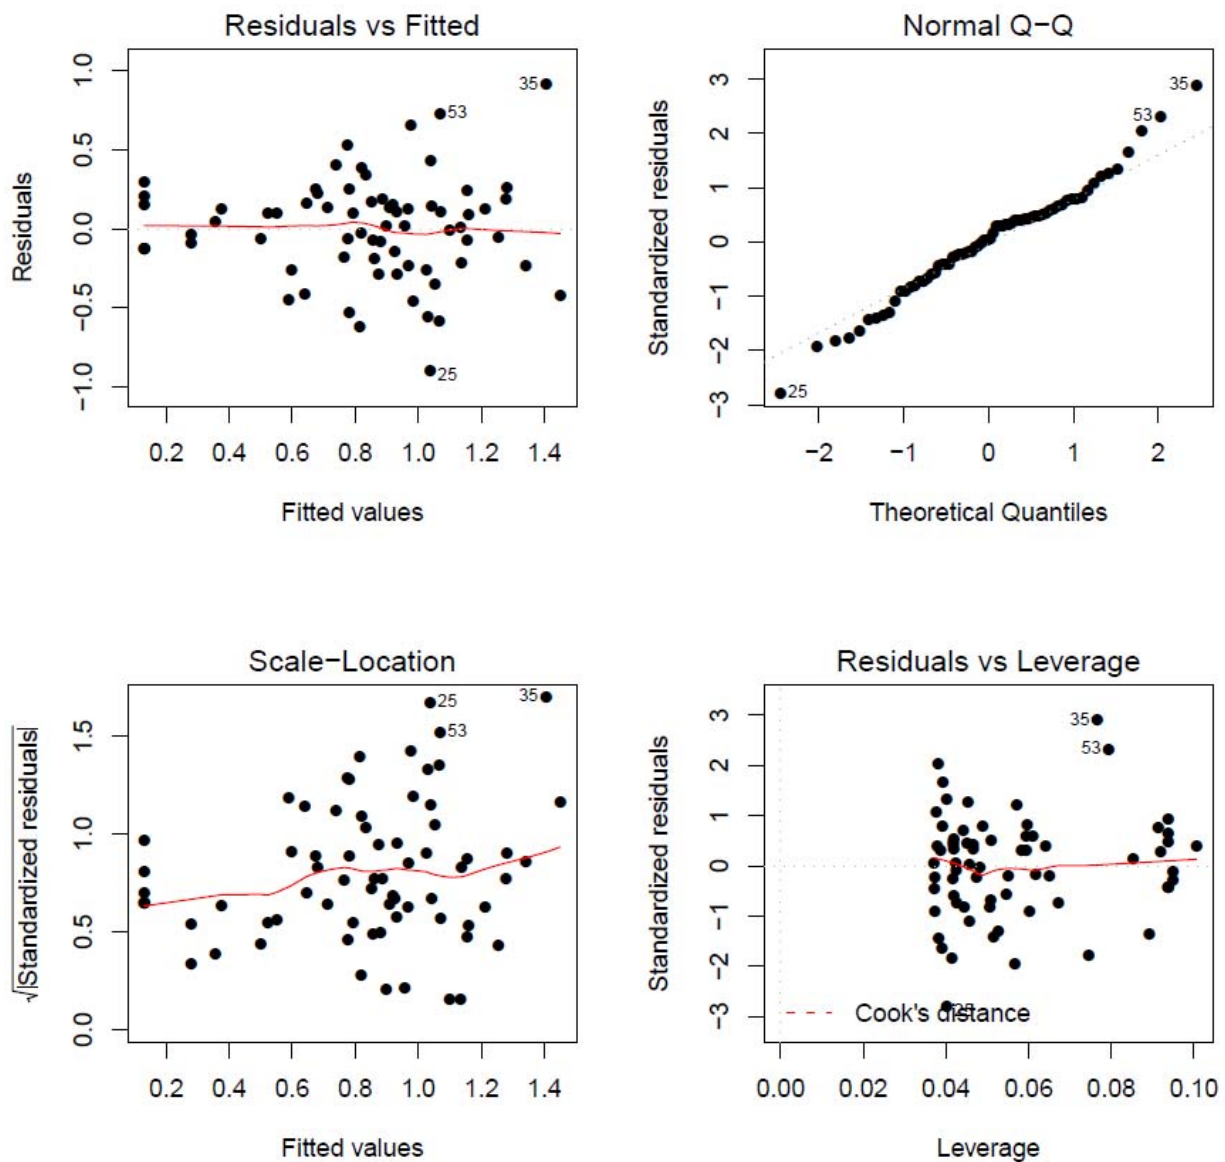 Residuals vs Fitted
Residuals
1.0
0.5
0.0
−0.5
−1.0
35
53
25
0.2 0.4 0.6 0.8 1.0 1.2 1.4
Fitted values
Normal Q−Q
Standardized residuals
3
2
1
0
−1
−2
−3
35
53
25
−2 −1 0 1 2
Theoretical Quantiles
Scale−Location
√|Standardized residuals|
1.5
1.0
0.5
0.0
25
35
53
0.2 0.4 0.6 0.8 1.0 1.2 1.4
Fitted values
Residuals vs Leverage
Standardized residuals
3
2
1
0
−1
−2
−3
35
53
25
Cook's distance
0.00 0.02 0.04 0.06 0.08 0.10
Leverage